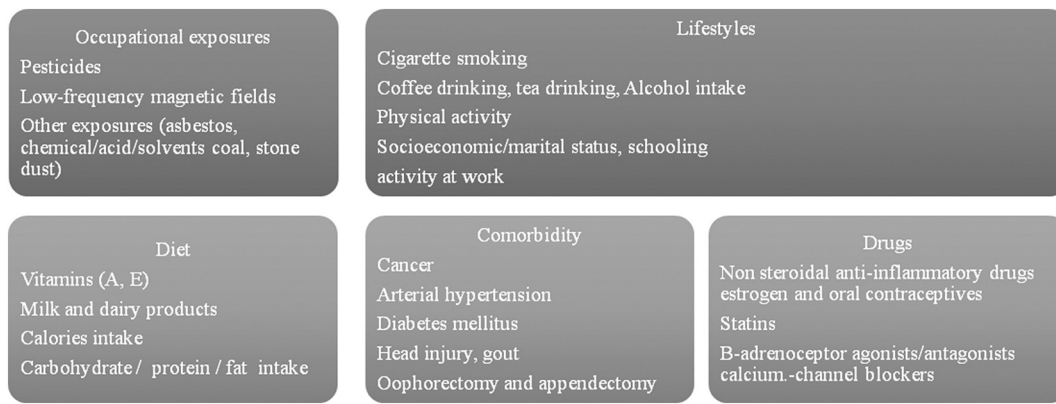 Occupational exposures
Pesticides
Low-frequency magnetic fields
Other exposures (asbestos,
chemical/acid/solvents coal, stone
dust)
Lifestyles
Cigarette smoking
Coffee drinking, tea drinking, Alcohol intake
Physical activity
Socioeconomic/marital status, schooling
activity at work
Diet
Vitamins (A, E)
Milk and dairy products
Calories intake
Carbohydrate / protein / fat intake
Comorbidity
Cancer
Arterial hypertension
Diabetes mellitus
Head injury, gout
Oophorectomy and appendectomy
Drugs
Non steroidal anti-inflammatory drugs
estrogen and oral contraceptives
Statins
B-adrenoceptor agonists/antagonists
calcium.-channel blockers